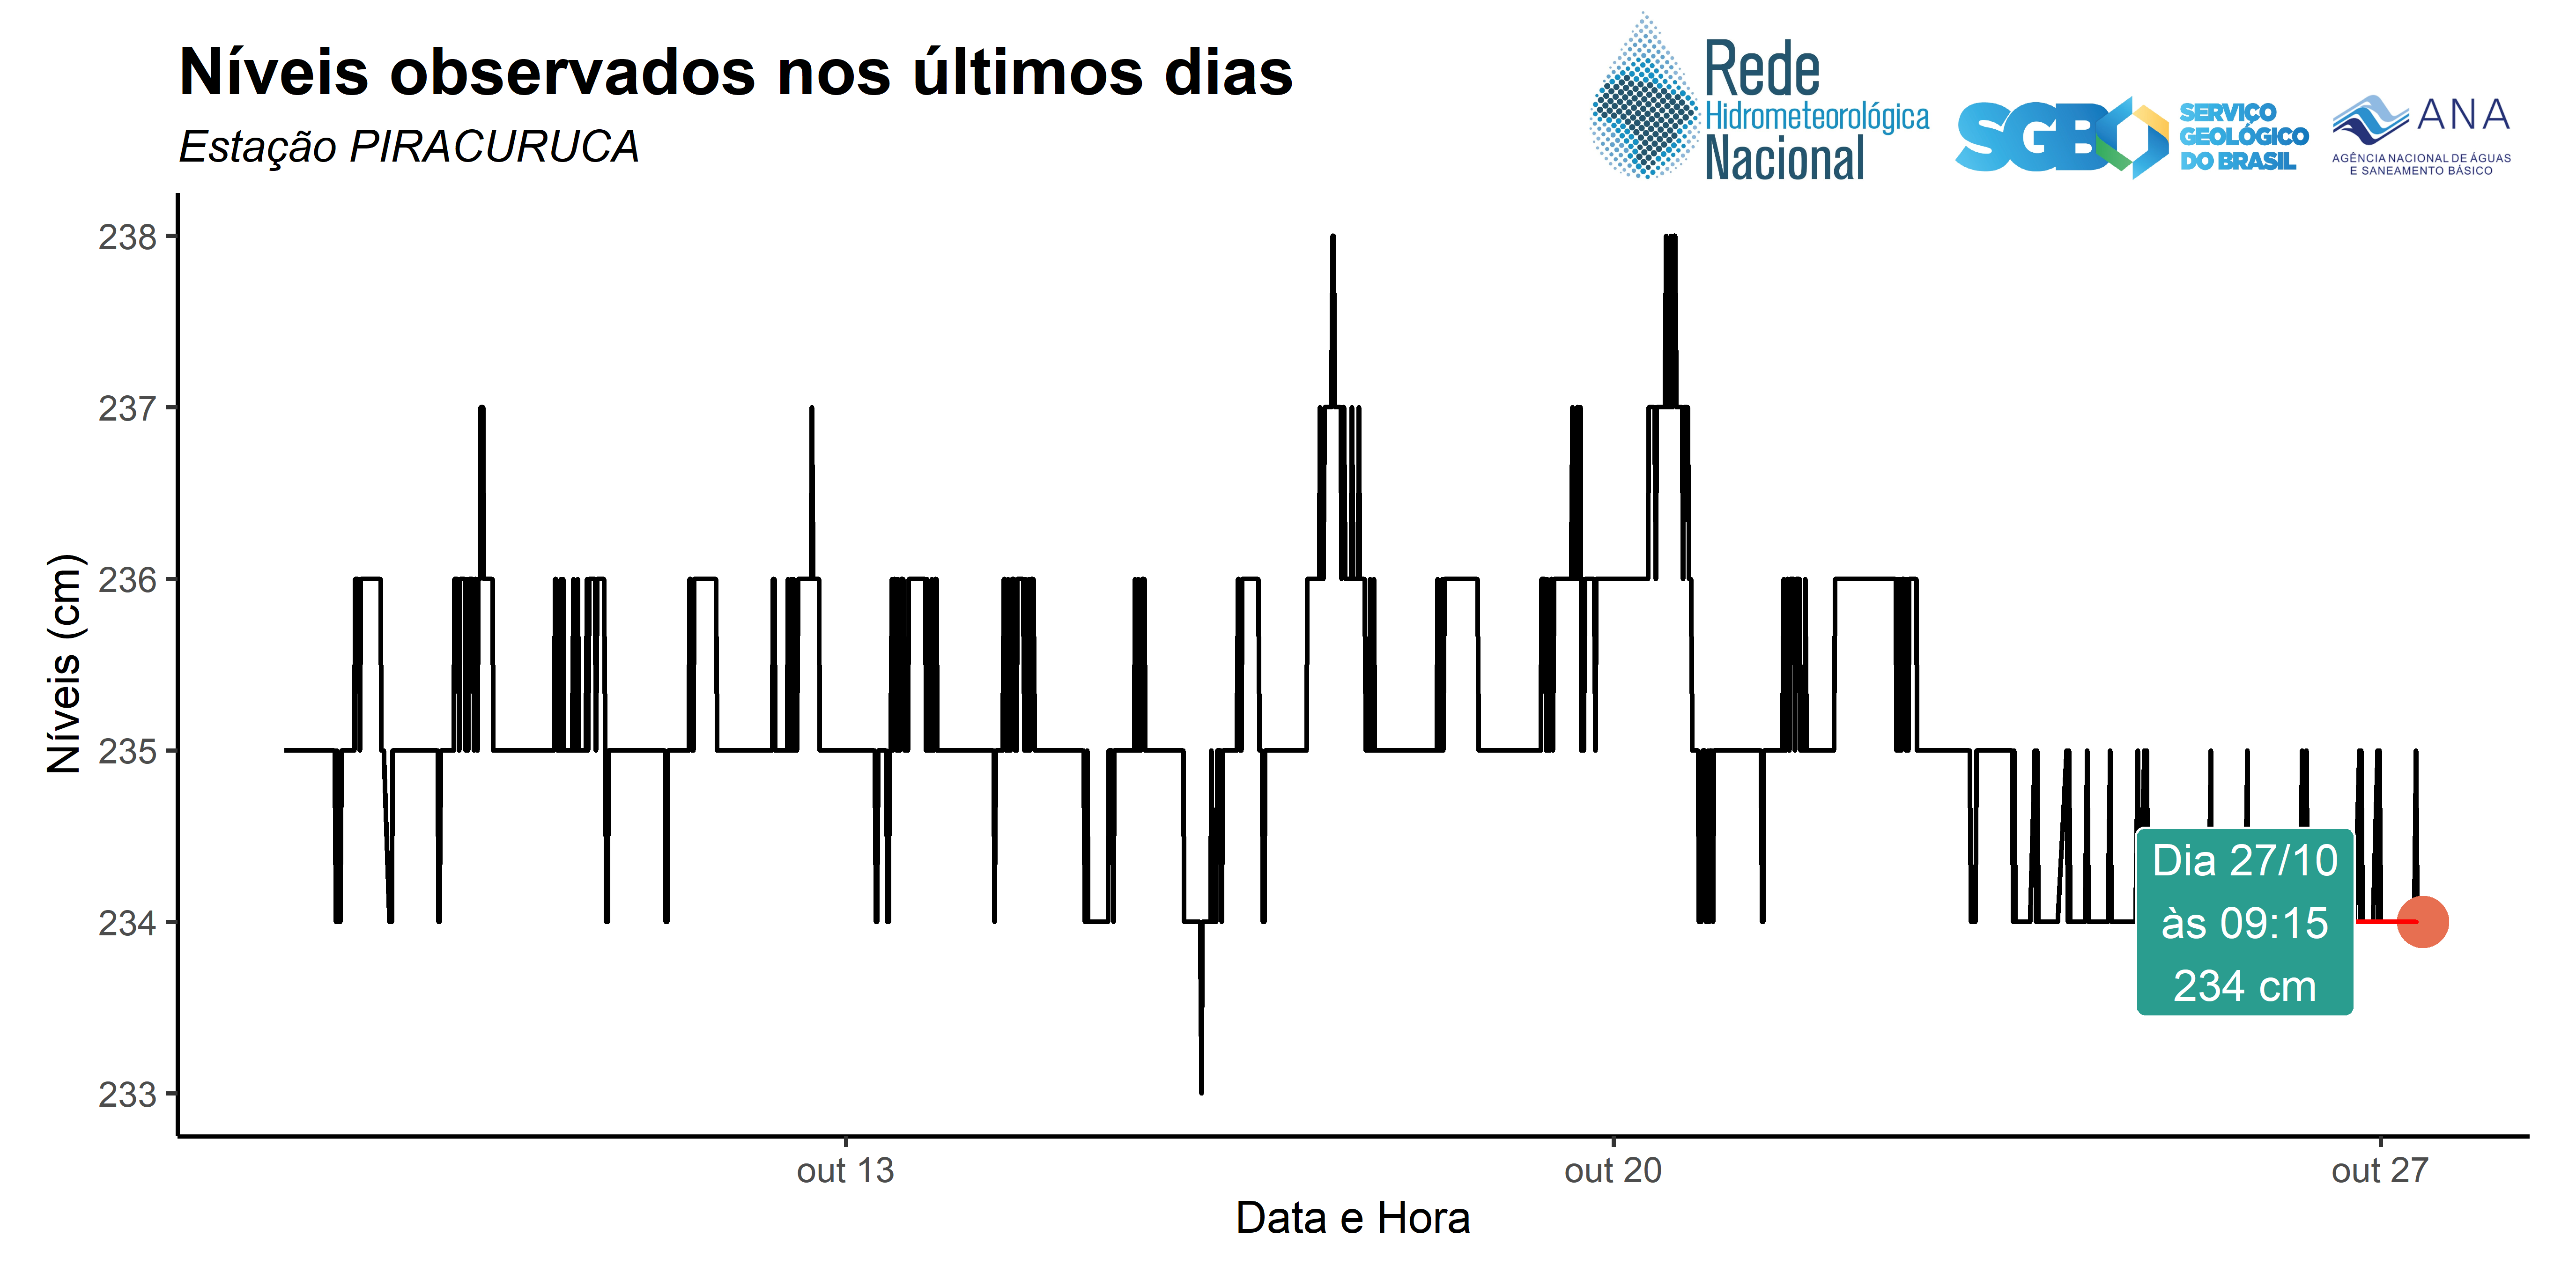 Níveis observados nos últimos dias
Estação PIRACURUCA
Rede
Hidrometeorológica
Nacional
SGB
SERVIÇO
GEOLÓGICO
DO BRASIL
ANA
AGÊNCIA NACIONAL DE ÁGUAS
E SANEAMENTO BÁSICO
Níveis (cm)
238
237
236
235
234
233
Dia 27/10
às 09:15
234 cm
out 13
out 20
out 27
Data e Hora